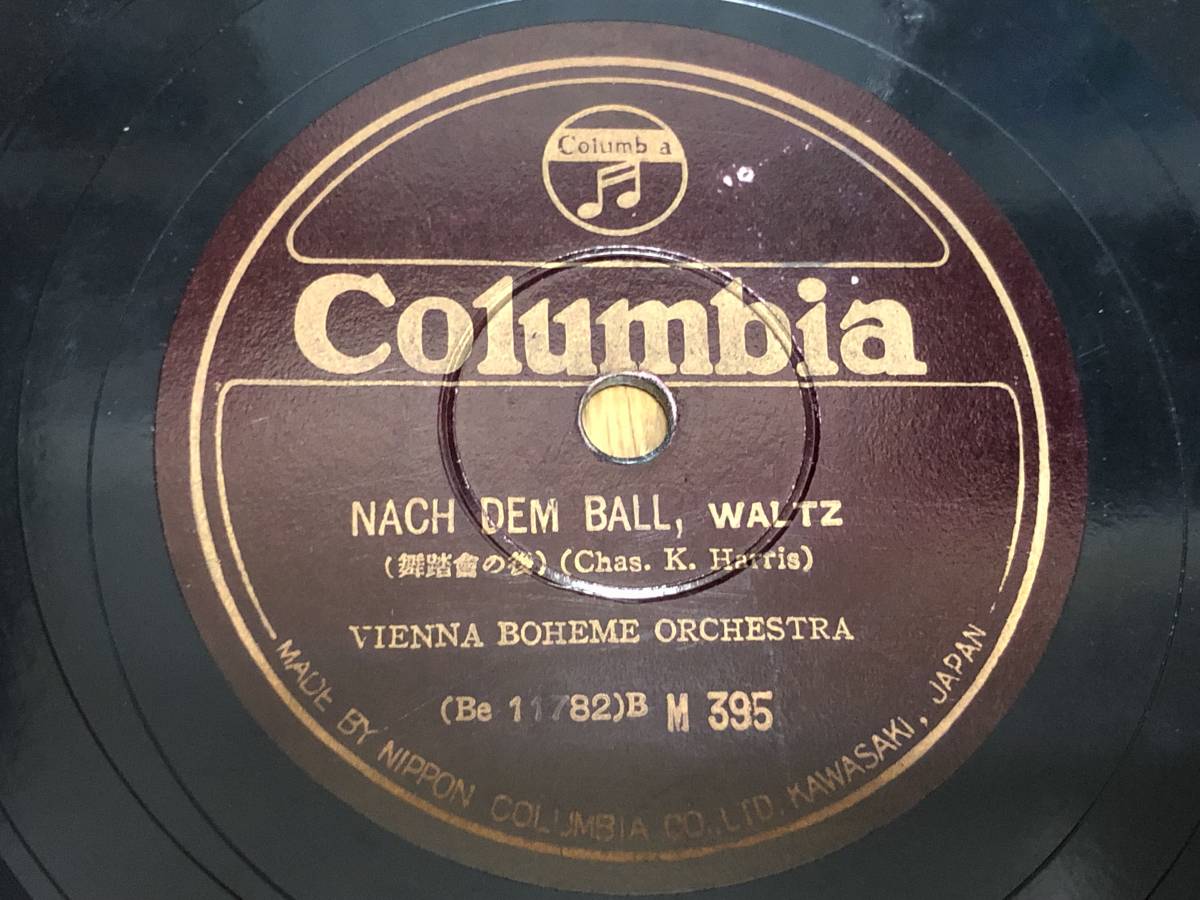 Columb a
Columbia
NACH DEM BALL, WALTZ
(舞踏會の後) (Chas. K. Harris)
VIENNA BOHEME ORCHESTRA
(Be 11782)B M 395
MADE BY NIPPON COLUMBIA CO., LTD. KAWASAKI, JAPAN